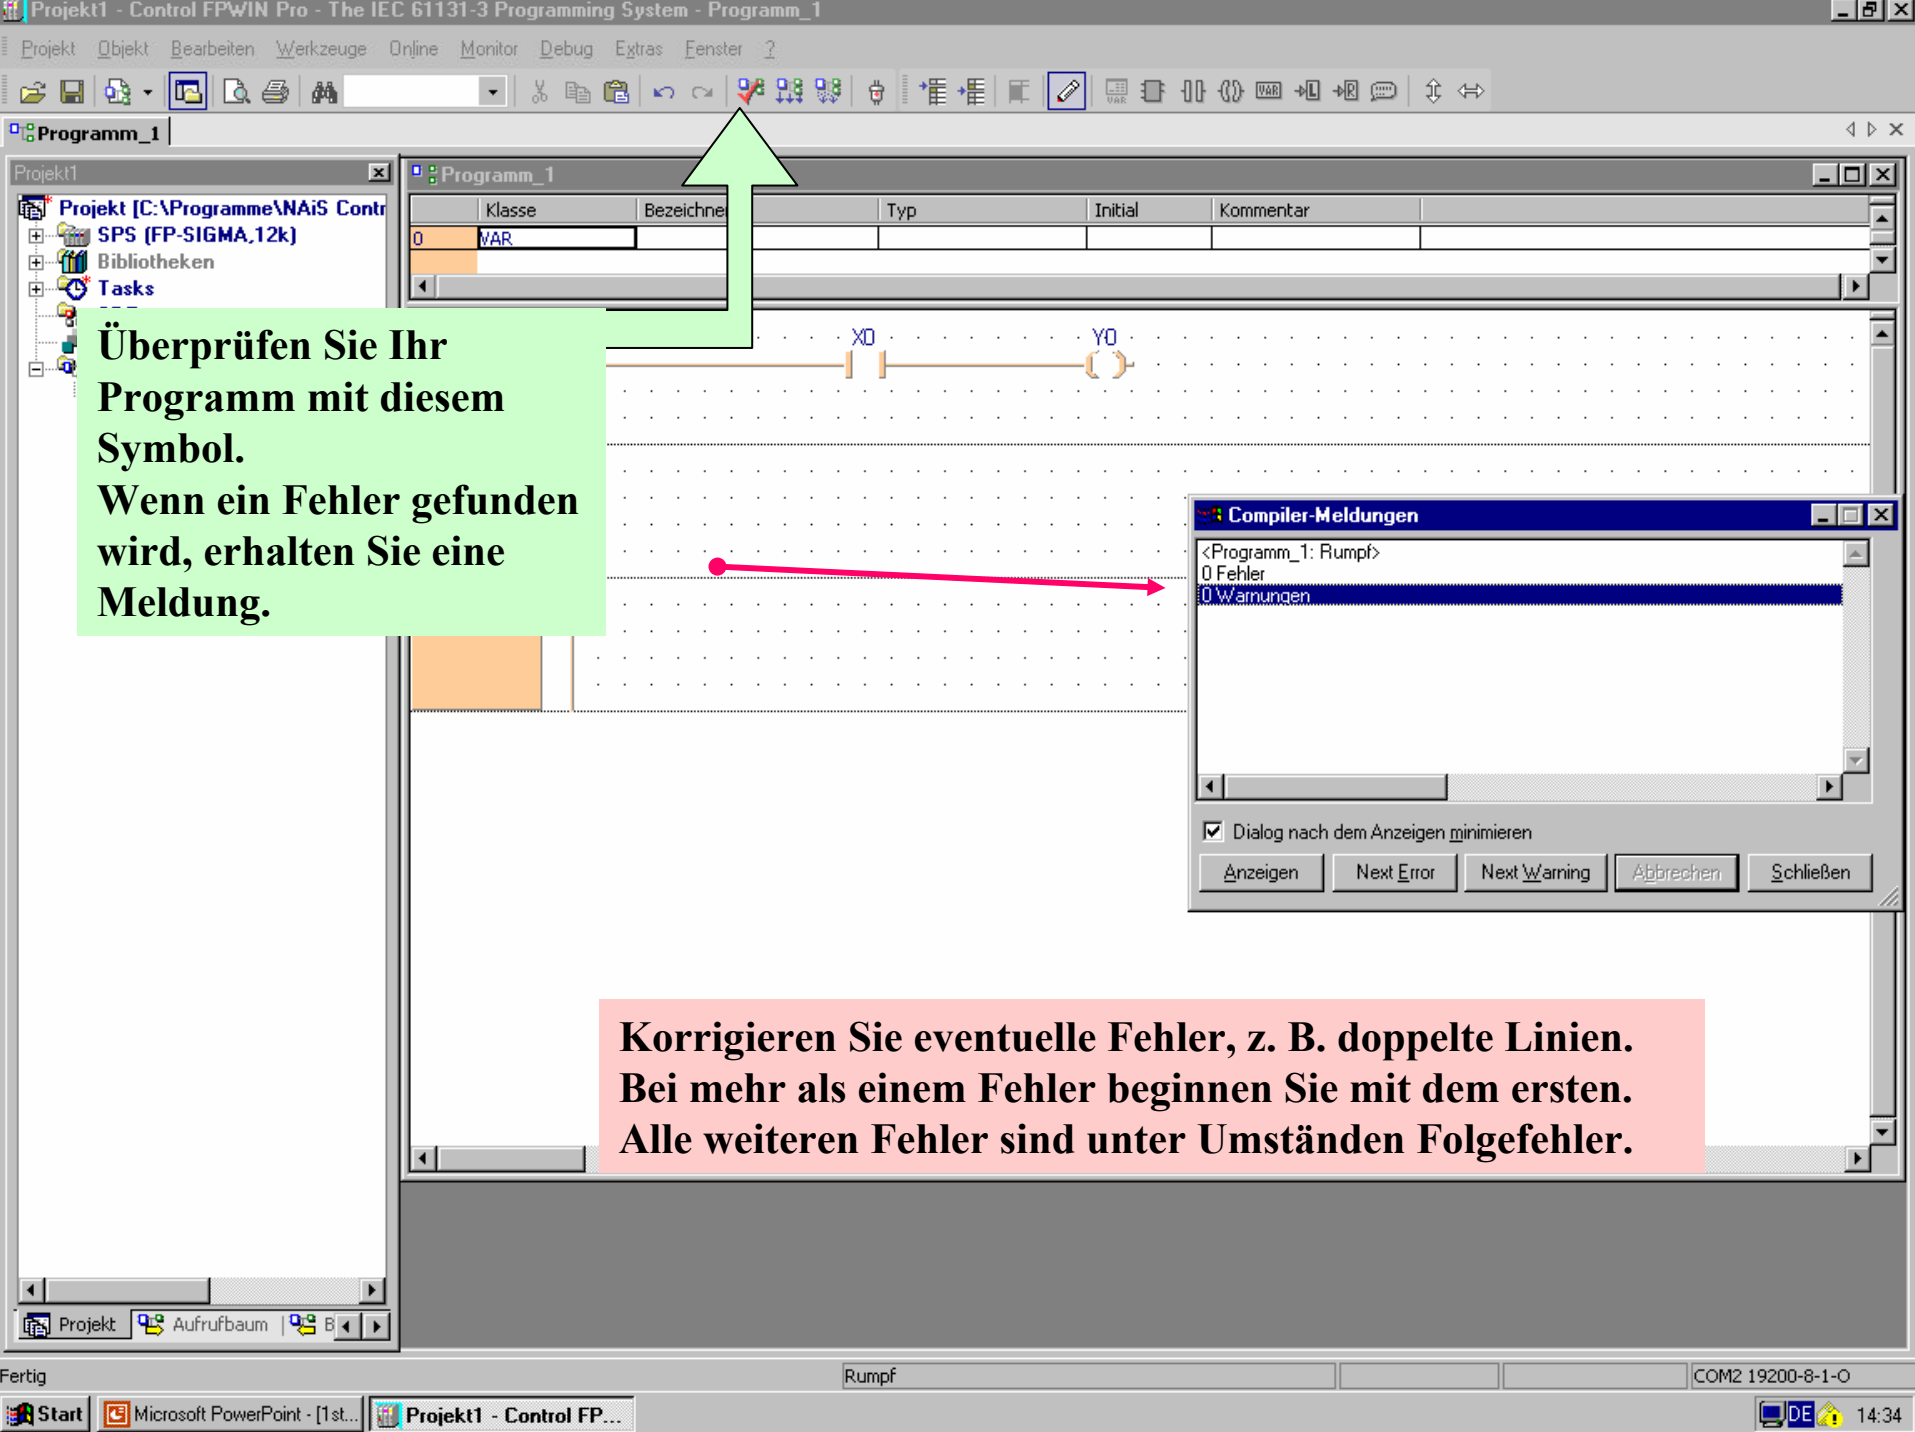 Projekt1 - Control FPWIN Pro - The IEC 61131-3 Programming System - Programm_1
Projekt Objekt Bearbeiten Werkzeuge Online Monitor Debug Extras Fenster ?
Programm_1
Projekt1
Projekt [C:\Programme\NAiS Contr
SPS (FP-SIGMA,12k)
Bibliotheken
Tasks
Programm_1
Klasse Bezeichner Typ Initial Kommentar
0 VAR
X0 Y0
Überprüfen Sie Ihr
Programm mit diesem
Symbol.
Wenn ein Fehler gefunden
wird, erhalten Sie eine
Meldung.
Compiler-Meldungen
<Programm_1: Rumpf>
0 Fehler
0 Warnungen
Dialog nach dem Anzeigen minimieren
Anzeigen Next Error Next Warning Abbrechen Schließen
Korrigieren Sie eventuelle Fehler, z. B. doppelte Linien.
Bei mehr als einem Fehler beginnen Sie mit dem ersten.
Alle weiteren Fehler sind unter Umständen Folgefehler.
Projekt Aufrufbaum B
Fertig Rumpf COM2 19200-8-1-O
Start Microsoft PowerPoint - [1st... Projekt1 - Control FP... DE 14:34